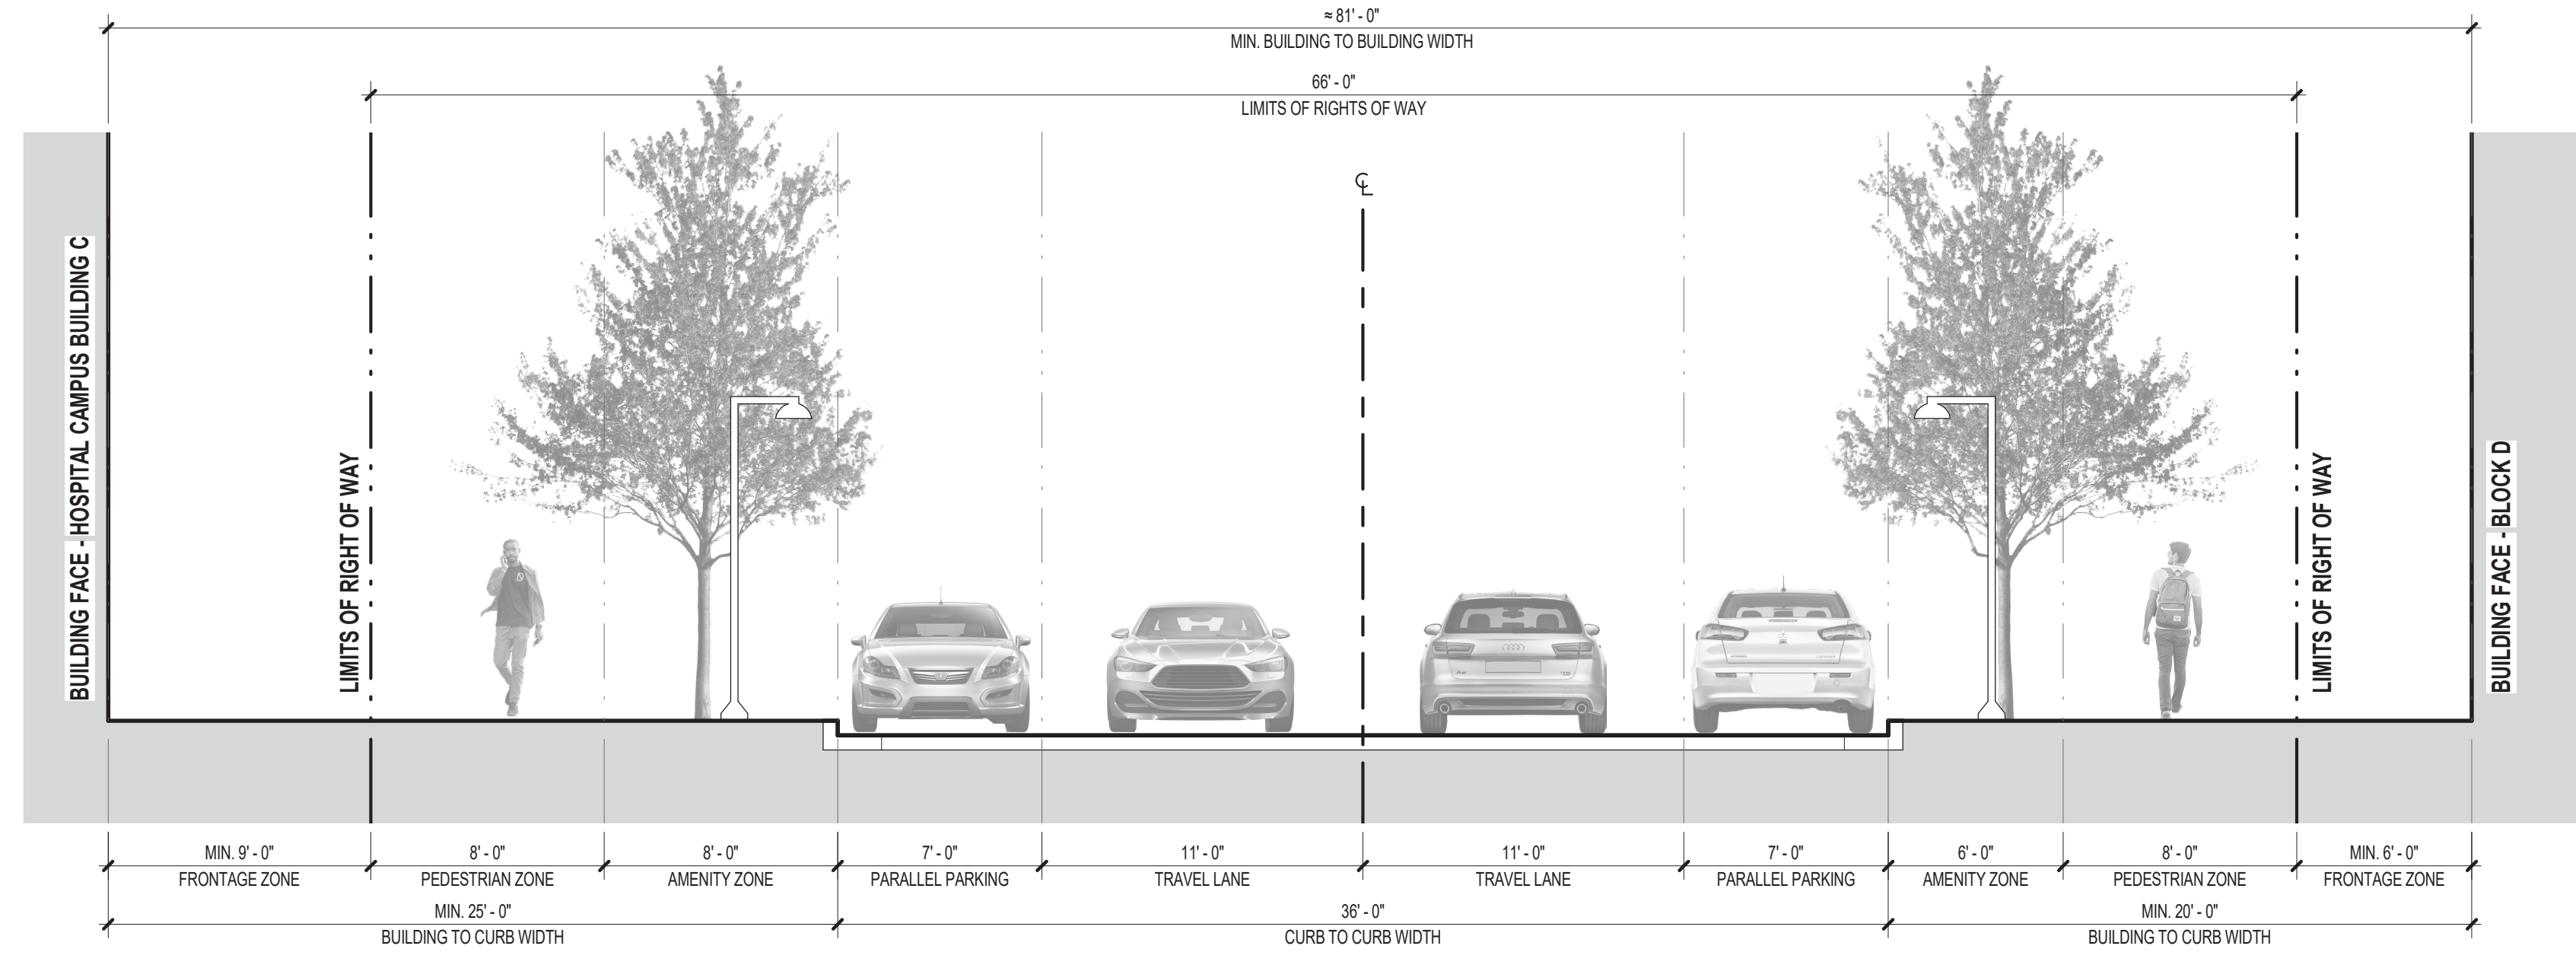 ≈ 81' - 0"
MIN. BUILDING TO BUILDING WIDTH
66' - 0"
LIMITS OF RIGHTS OF WAY
℄
BUILDING FACE - HOSPITAL CAMPUS BUILDING C
LIMITS OF RIGHT OF WAY
LIMITS OF RIGHT OF WAY
BUILDING FACE - BLOCK D
MIN. 9' - 0"
FRONTAGE ZONE
8' - 0"
PEDESTRIAN ZONE
8' - 0"
AMENITY ZONE
7' - 0"
PARALLEL PARKING
11' - 0"
TRAVEL LANE
11' - 0"
TRAVEL LANE
7' - 0"
PARALLEL PARKING
6' - 0"
AMENITY ZONE
8' - 0"
PEDESTRIAN ZONE
MIN. 6' - 0"
FRONTAGE ZONE
MIN. 25' - 0"
BUILDING TO CURB WIDTH
36' - 0"
CURB TO CURB WIDTH
MIN. 20' - 0"
BUILDING TO CURB WIDTH